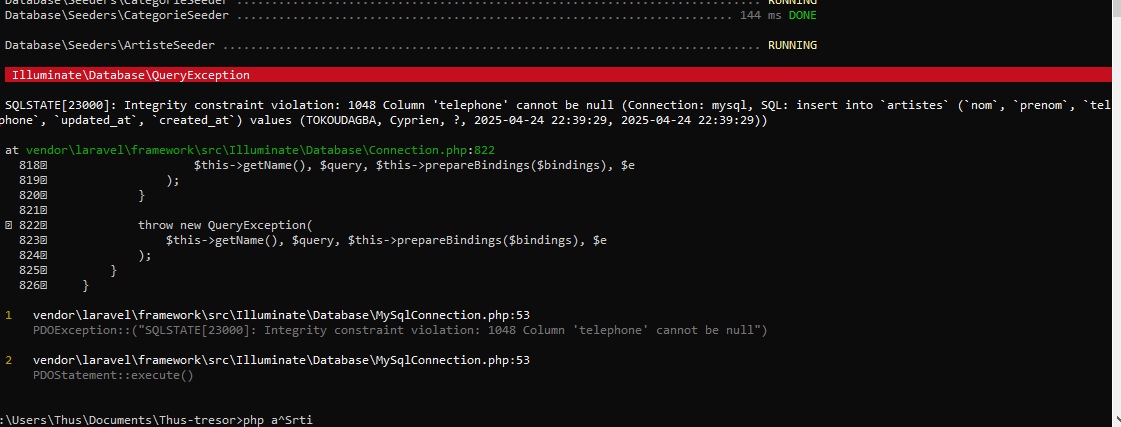 Database\Seeders\CategorieSeeder ............................................................................ RUNNING
Database\Seeders\CategorieSeeder ........................................................................ 144 ms DONE
Database\Seeders\ArtisteSeeder .............................................................................. RUNNING
Illuminate\Database\QueryException
SQLSTATE[23000]: Integrity constraint violation: 1048 Column 'telephone' cannot be null (Connection: mysql, SQL: insert into `artistes` (`nom`, `prenom`, `tel
phone`, `updated_at`, `created_at`) values (TOKOUDAGBA, Cyprien, ?, 2025-04-24 22:39:29, 2025-04-24 22:39:29))
at vendor\laravel\framework\src\Illuminate\Database\Connection.php:822
818 $this->getName(), $query, $this->prepareBindings($bindings), $e
819 );
820 }
821
822 throw new QueryException(
823 $this->getName(), $query, $this->prepareBindings($bindings), $e
824 );
825 }
826 }
1 vendor\laravel\framework\src\Illuminate\Database\MySqlConnection.php:53
PDOException::("SQLSTATE[23000]: Integrity constraint violation: 1048 Column 'telephone' cannot be null")
2 vendor\laravel\framework\src\Illuminate\Database\MySqlConnection.php:53
PDOStatement::execute()
:\Users\Thus\Documents\Thus-tresor>php a^Srti